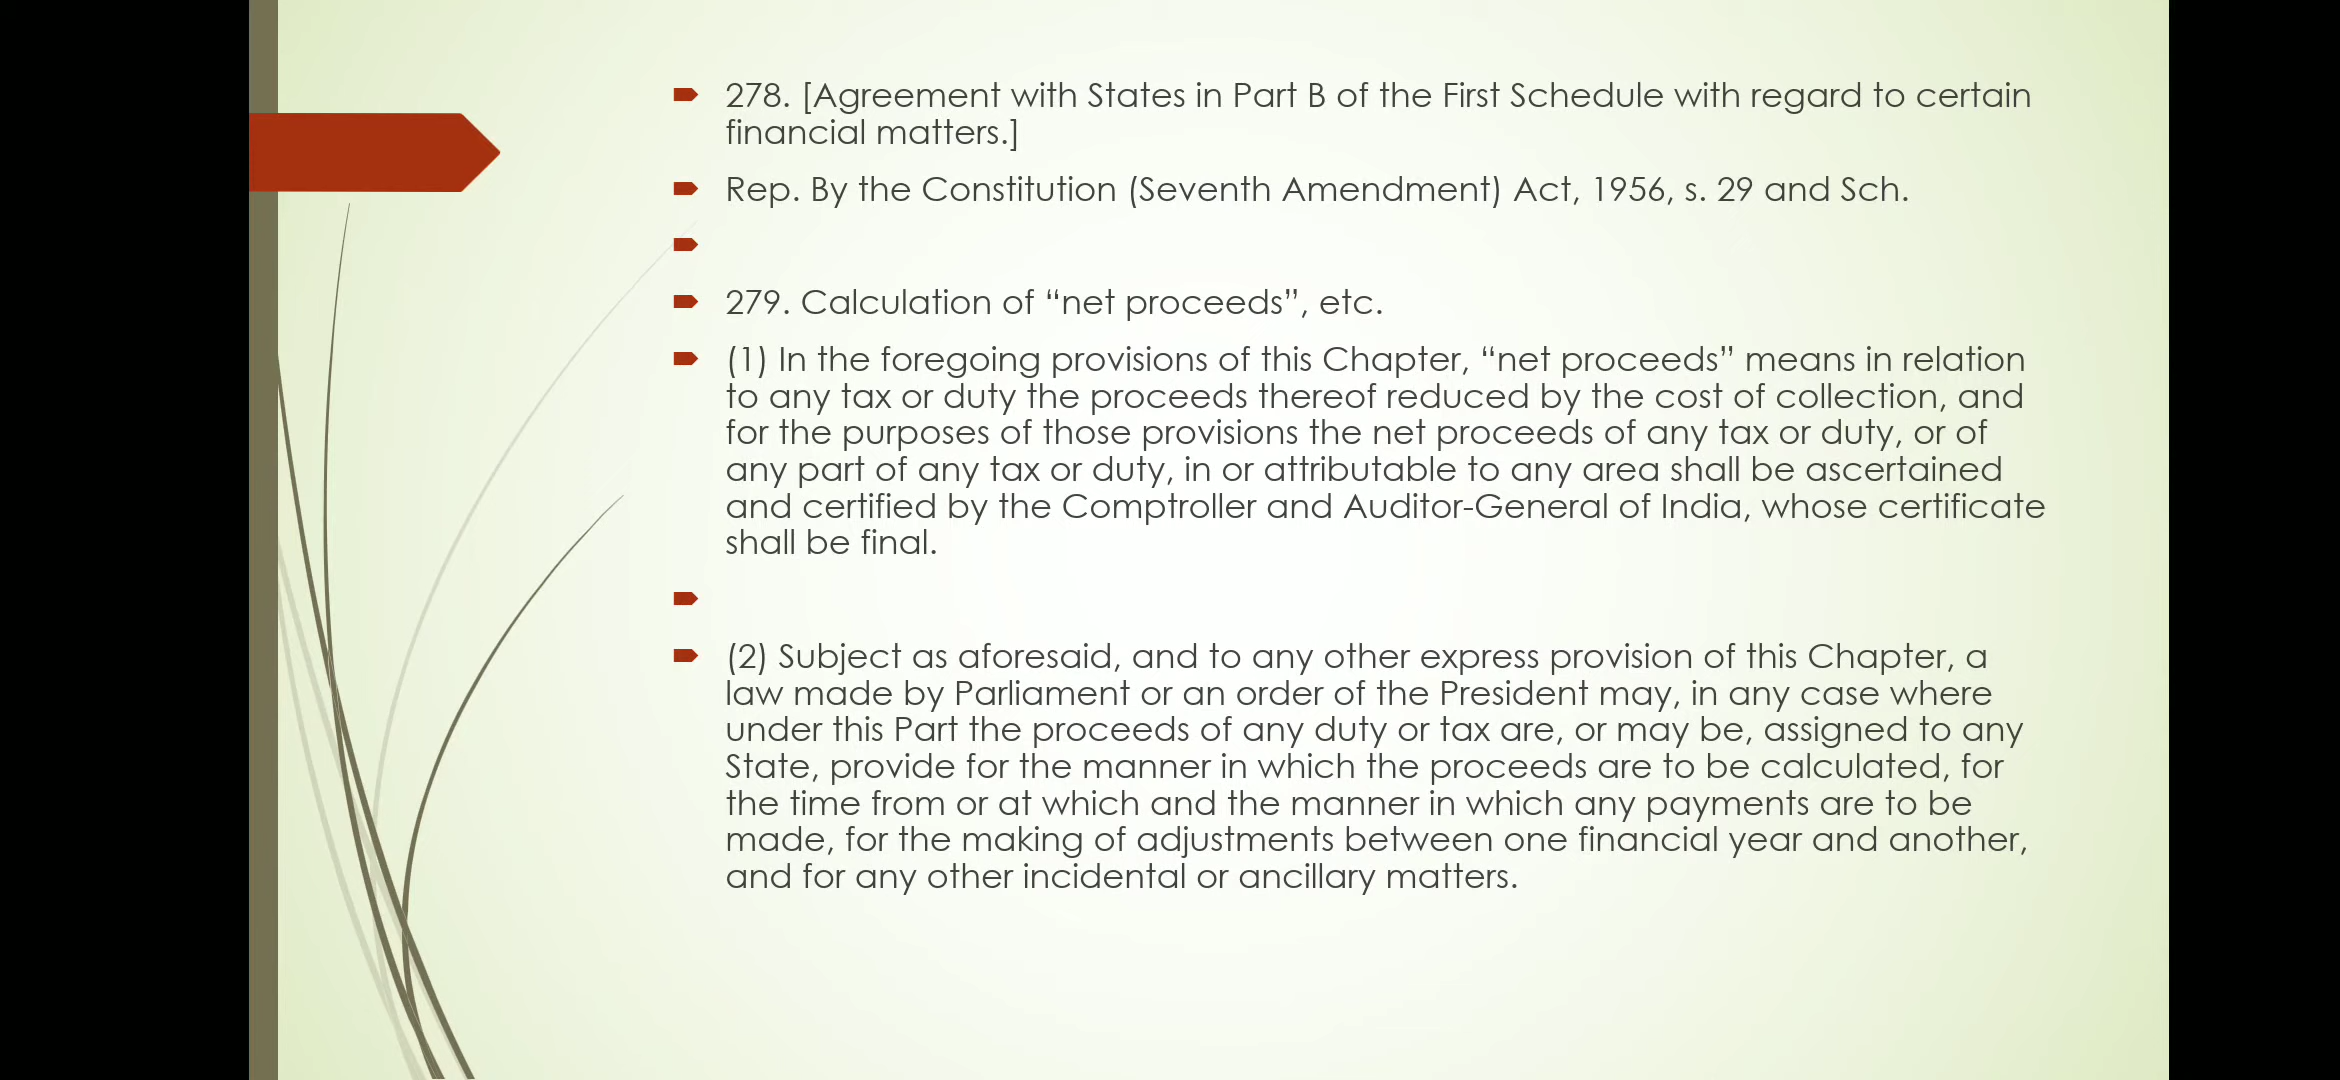 278. [Agreement with States in Part B of the First Schedule with regard to certain
financial matters.]
Rep. By the Constitution (Seventh Amendment) Act, 1956, s. 29 and Sch.
279. Calculation of “net proceeds”, etc.
(1) In the foregoing provisions of this Chapter, “net proceeds” means in relation
to any tax or duty the proceeds thereof reduced by the cost of collection, and
for the purposes of those provisions the net proceeds of any tax or duty, or of
any part of any tax or duty, in or attributable to any area shall be ascertained
and certified by the Comptroller and Auditor-General of India, whose certificate
shall be final.
(2) Subject as aforesaid, and to any other express provision of this Chapter, a
law made by Parliament or an order of the President may, in any case where
under this Part the proceeds of any duty or tax are, or may be, assigned to any
State, provide for the manner in which the proceeds are to be calculated, for
the time from or at which and the manner in which any payments are to be
made, for the making of adjustments between one financial year and another,
and for any other incidental or ancillary matters.